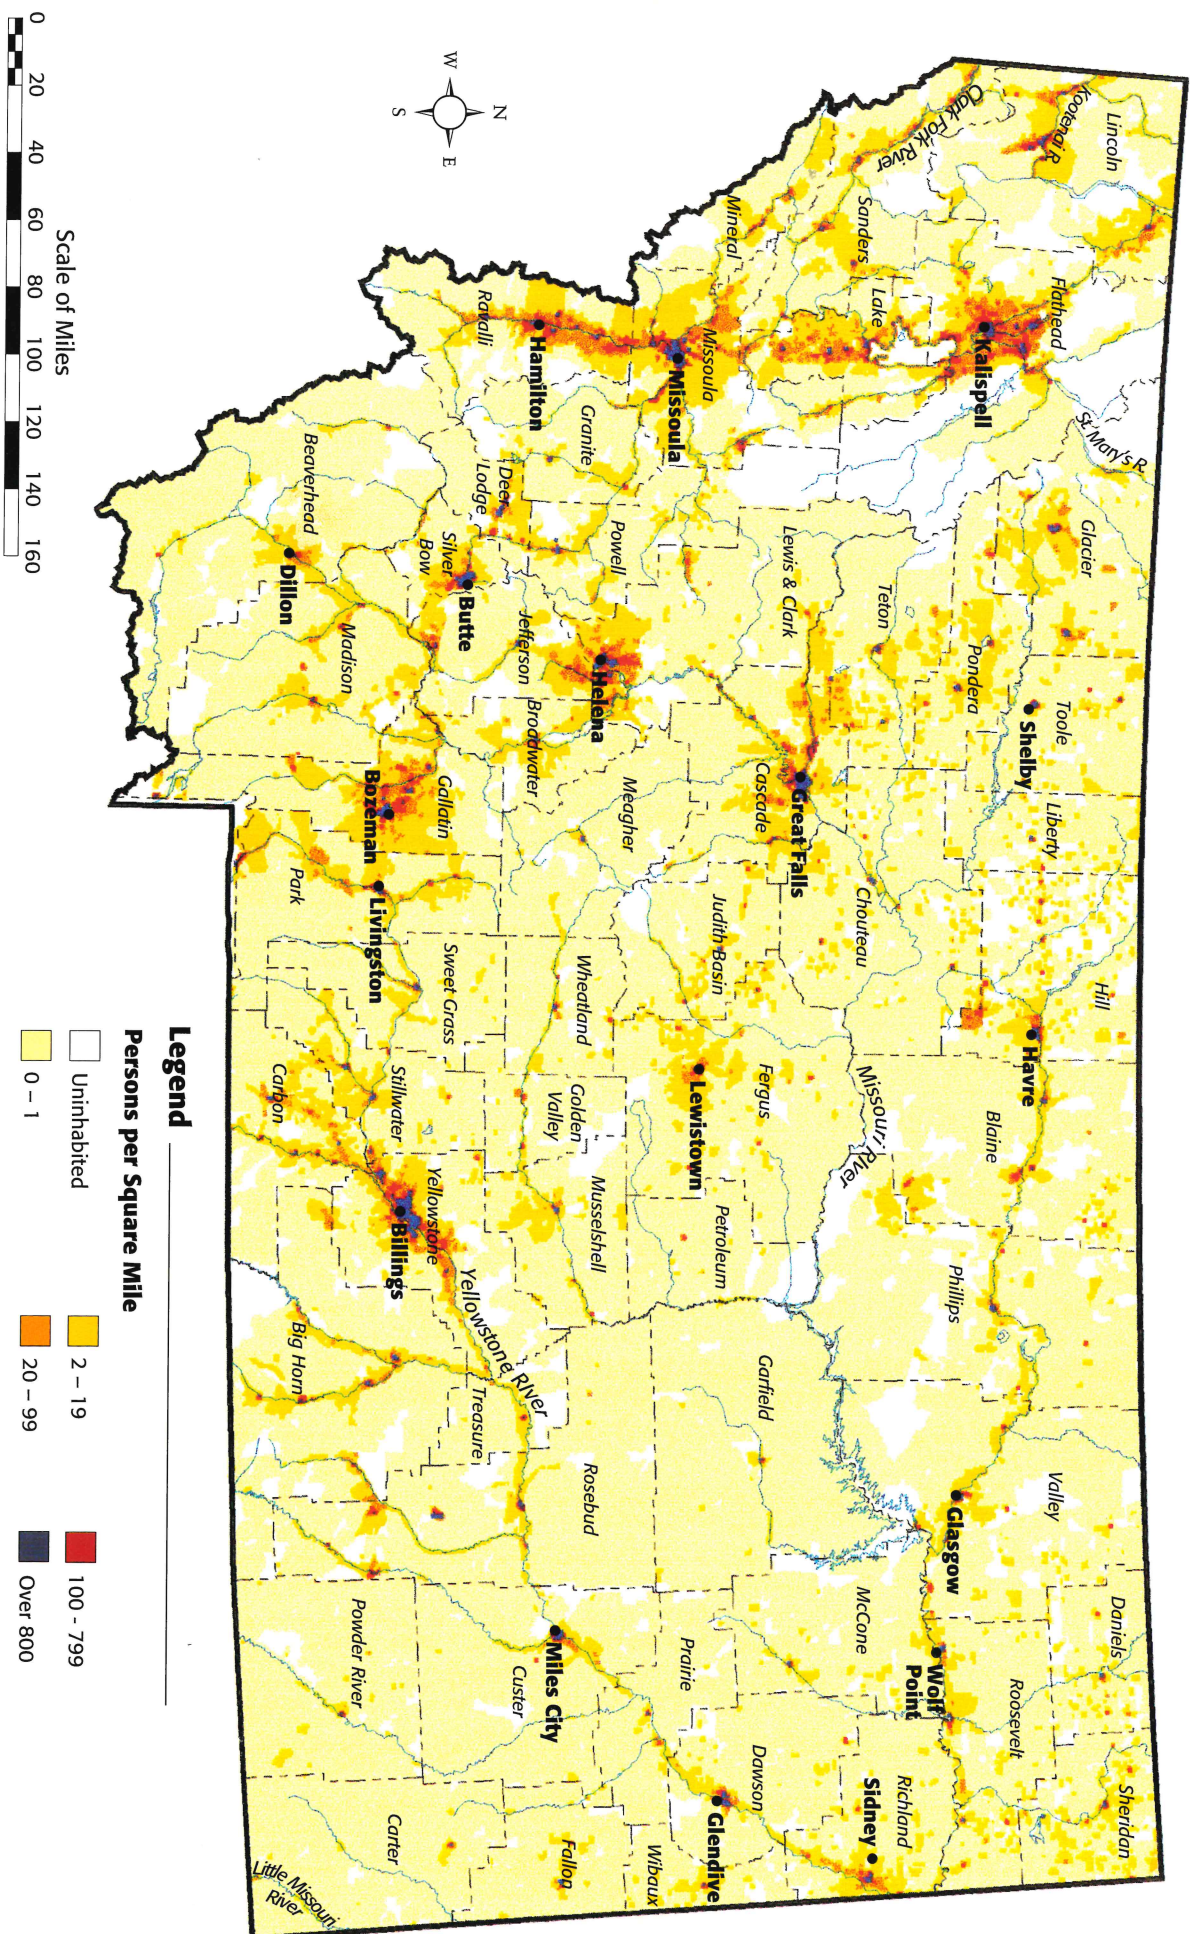 Lincoln
Kootenai R.
Flathead
St. Mary's R.
Glacier
Toole
Liberty
Hill
Blaine
Phillips
Valley
Daniels
Sheridan
Roosevelt
Clark Fork River
Kalispell
Pondera
Shelby
Havre
Glasgow
Wolf
Point
Sanders
Lake
Teton
Chouteau
Missouri River
McCone
Richland
Sidney
Mineral
Missoula
Missoula
Lewis & Clark
Great Falls
Cascade
Judith Basin
Fergus
Lewistown
Petroleum
Garfield
Prairie
Dawson
Glendive
Wibaux
Ravalli
Hamilton
Granite
Powell
Deer
Lodge
Helena
Jefferson
Broadwater
Meagher
Wheatland
Golden
Valley
Musselshell
Rosebud
Treasure
Miles City
Custer
Fallon
Silver
Bow
Butte
Beaverhead
Dillon
Madison
Gallatin
Bozeman
Livingston
Park
Sweet Grass
Stillwater
Carbon
Yellowstone
Billings
Yellowstone River
Big Horn
Powder River
Carter
Little Missouri
River
N
W
E
S
Scale of Miles
0 20 40 60 80 100 120 140 160
Legend
Persons per Square Mile
Uninhabited
0 – 1
2 – 19
20 – 99
100 - 799
Over 800